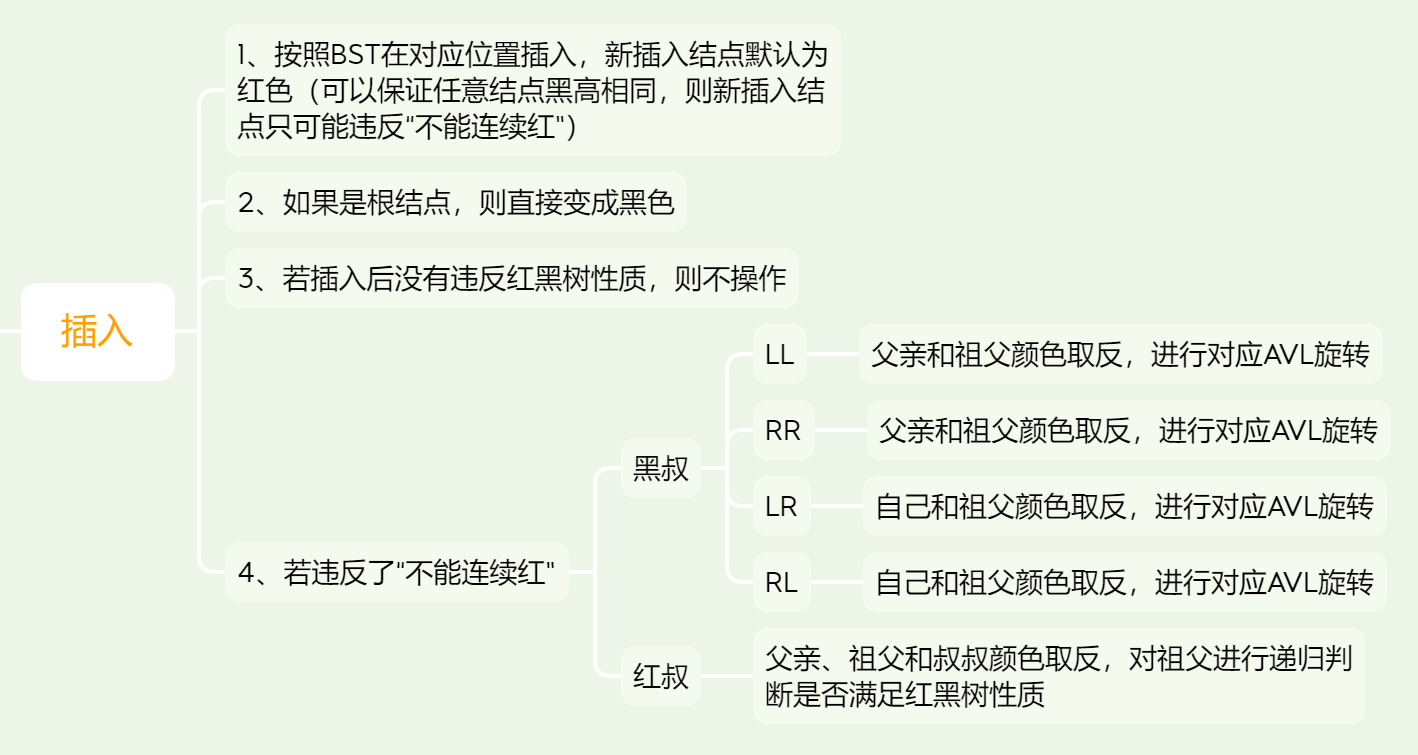 1、按照BST在对应位置插入，新插入结点默认为
红色（可以保证任意结点黑高相同，则新插入结
点只可能违反“不能连续红"）
2、如果是根结点，则直接变成黑色
3、若插入后没有违反红黑树性质，则不操作
插入
4、若违反了“不能连续红"
黑叔
LL
父亲和祖父颜色取反，进行对应AVL旋转
RR
父亲和祖父颜色取反，进行对应AVL旋转
LR
自己和祖父颜色取反，进行对应AVL旋转
RL
自己和祖父颜色取反，进行对应AVL旋转
红叔
父亲、祖父和叔叔颜色取反，对祖父进行递归判
断是否满足红黑树性质